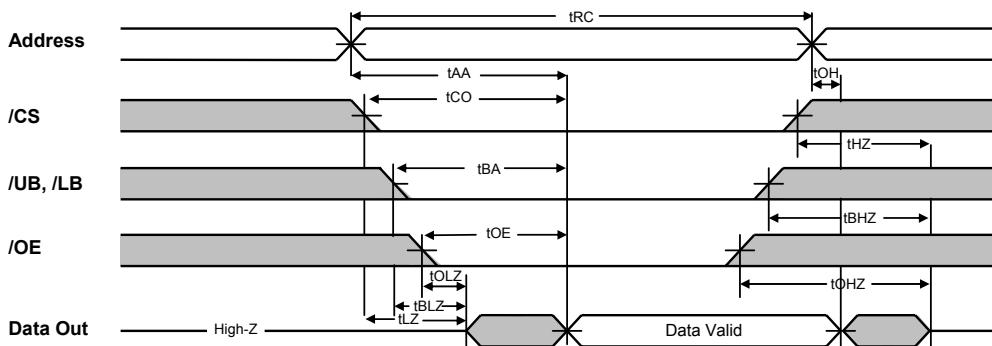 tRC
Address
tAA
tOH
/CS
tCO
tHZ
/UB, /LB
tBA
tBHZ
/OE
tOE
tOLZ
tOHZ
tBLZ
tLZ
Data Out
High-Z
Data Valid